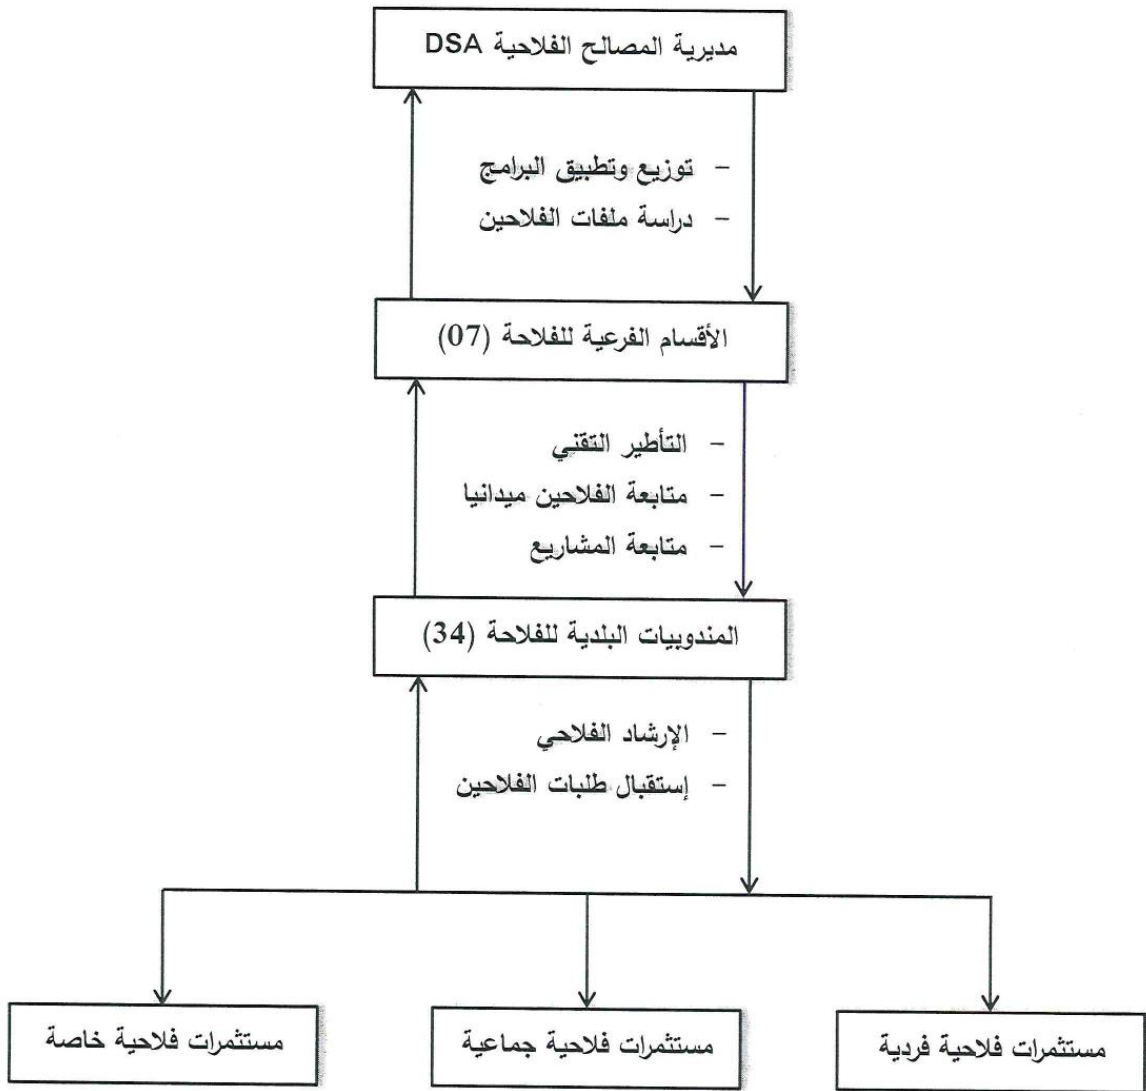 مديرية المصالح الفلاحية DSA
- توزيع وتطبيق البرامج
- دراسة ملفات الفلاحين
الأقسام الفرعية للفلاحة (07)
- التأطير التقني
- متابعة الفلاحين ميدانيا
- متابعة المشاريع
المندوبيات البلدية للفلاحة (34)
- الإرشاد الفلاحي
- إستقبال طلبات الفلاحين
مستثمرات فلاحية فردية
مستثمرات فلاحية جماعية
مستثمرات فلاحية خاصة